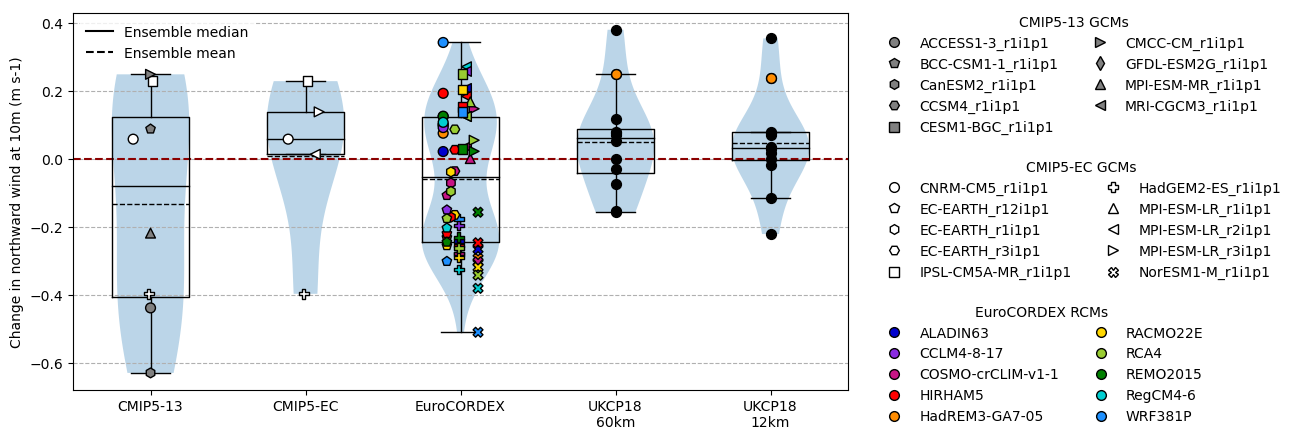 Change in northward wind at 10m (m s-1)
0.4
0.2
0.0
−0.2
−0.4
−0.6
Ensemble median
Ensemble mean
CMIP5-13
CMIP5-EC
EuroCORDEX
UKCP18
60km
UKCP18
12km
CMIP5-13 GCMs
ACCESS1-3_r1i1p1
BCC-CSM1-1_r1i1p1
CanESM2_r1i1p1
CCSM4_r1i1p1
CESM1-BGC_r1i1p1
CMCC-CM_r1i1p1
GFDL-ESM2G_r1i1p1
MPI-ESM-MR_r1i1p1
MRI-CGCM3_r1i1p1
CMIP5-EC GCMs
CNRM-CM5_r1i1p1
EC-EARTH_r12i1p1
EC-EARTH_r1i1p1
EC-EARTH_r3i1p1
IPSL-CM5A-MR_r1i1p1
HadGEM2-ES_r1i1p1
MPI-ESM-LR_r1i1p1
MPI-ESM-LR_r2i1p1
MPI-ESM-LR_r3i1p1
NorESM1-M_r1i1p1
EuroCORDEX RCMs
ALADIN63
CCLM4-8-17
COSMO-crCLIM-v1-1
HIRHAM5
HadREM3-GA7-05
RACMO22E
RCA4
REMO2015
RegCM4-6
WRF381P